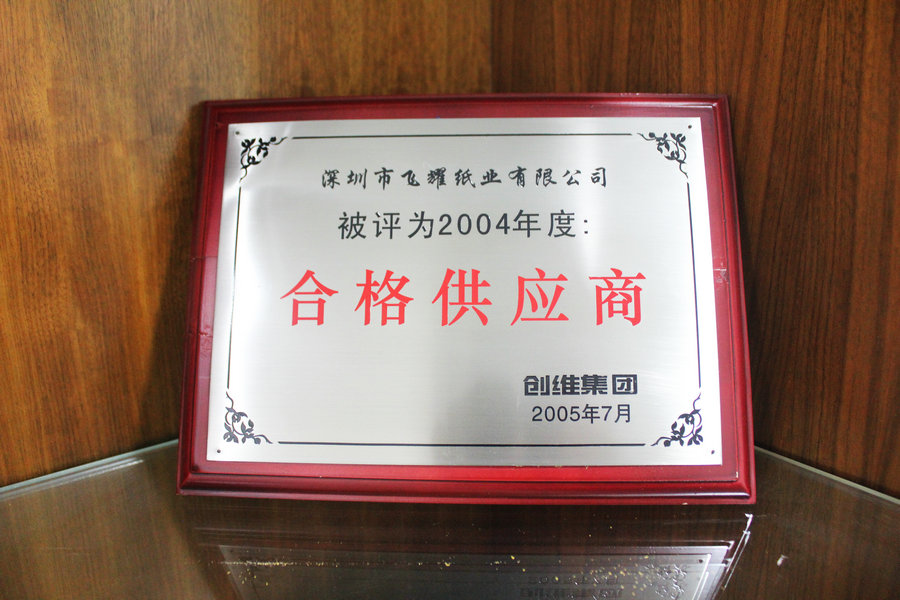 深圳市飞耀纸业有限公司
被评为2004年度:
合格供应商
创维集团
2005年7月